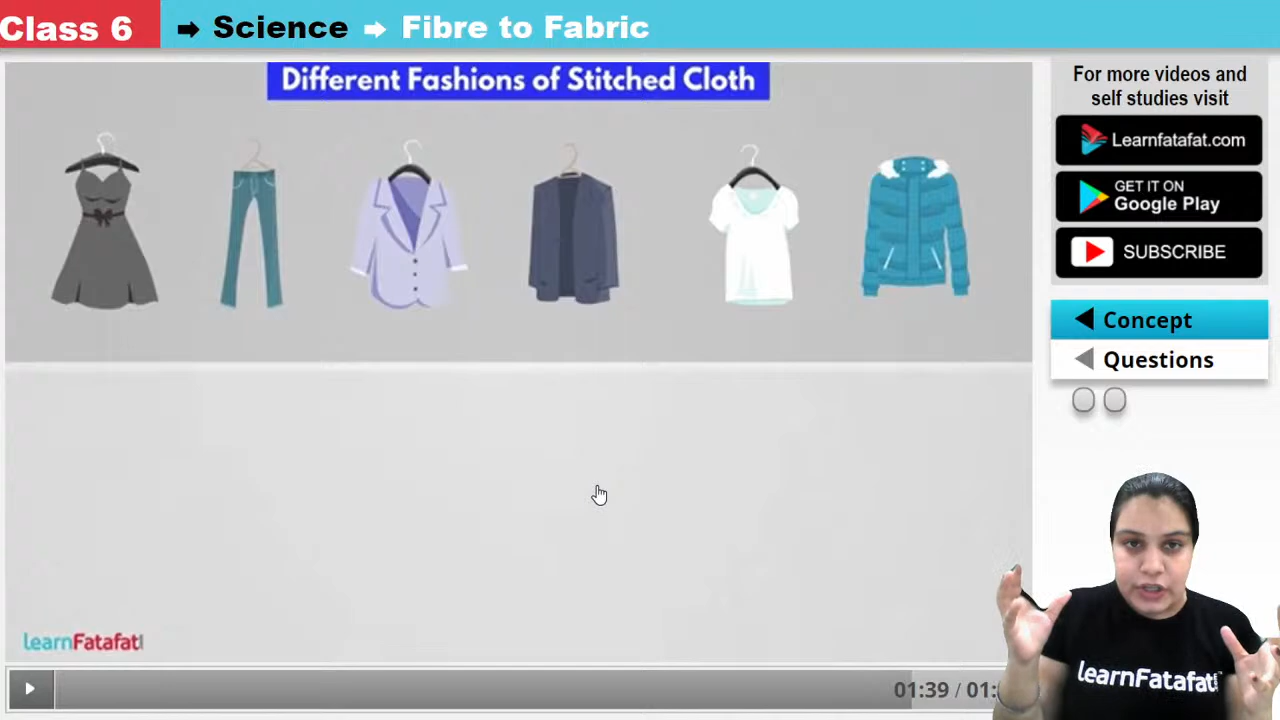 Class 6
➡ Science ➡ Fibre to Fabric
Different Fashions of Stitched Cloth
For more videos and
self studies visit
Learnfatafat.com
GET IT ON
Google Play
SUBSCRIBE
Concept
Questions
learnFatafat
01:39 / 01:
learnFatafat